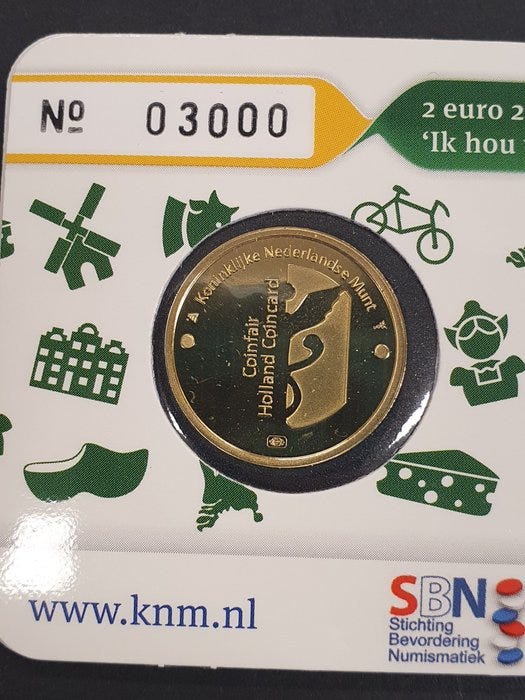 Nº 03000
2 euro 2
'Ik hou
Koninklijke Nederlandse Munt
Coinfair
Holland Coincard
www.knm.nl
SBN
Stichting
Bevordering
Numismatiek